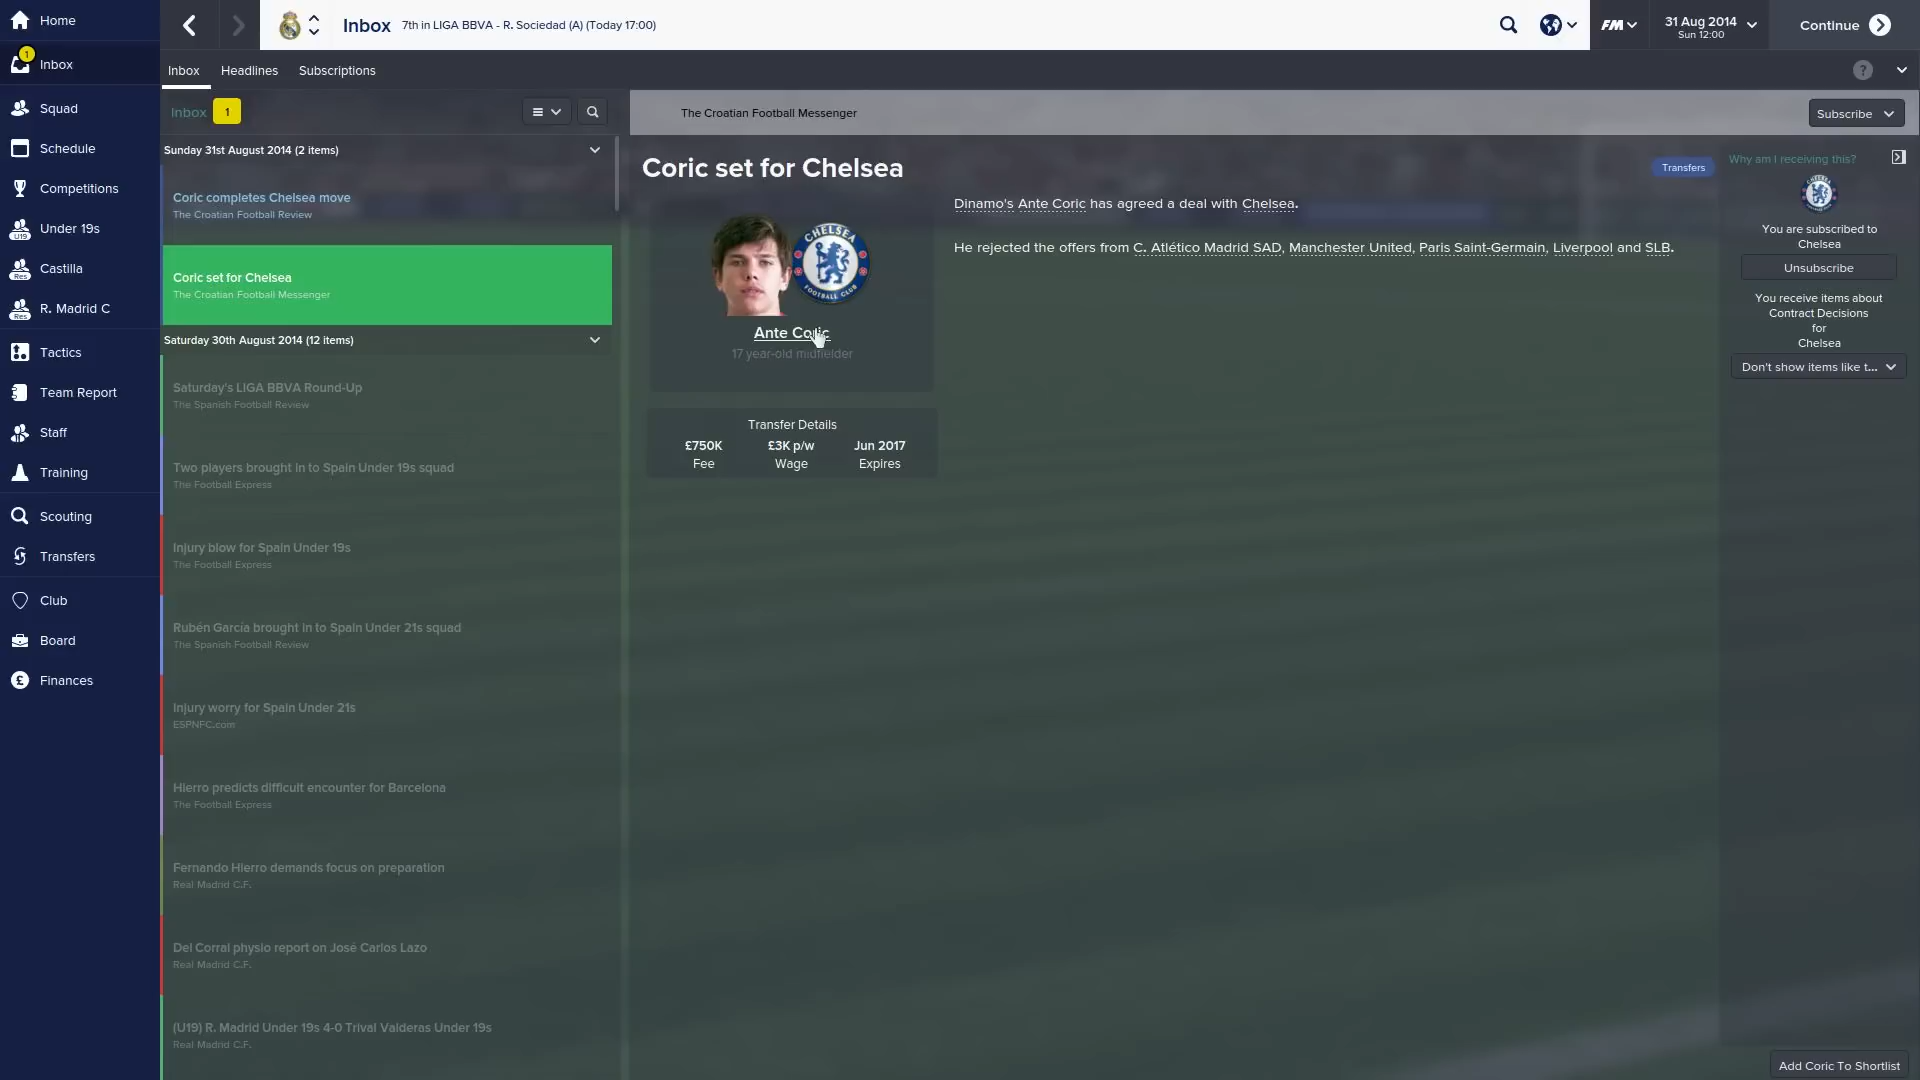 Home
1
Inbox
Squad
Schedule
Competitions
U19
Under 19s
Res
Castilla
Res
R. Madrid C
Tactics
Team Report
Staff
Training
Scouting
Transfers
Club
Board
£
Finances
Inbox
7th in LIGA BBVA - R. Sociedad (A) (Today 17:00)
FM
31 Aug 2014
Sun 12:00
Continue
Inbox
Headlines
Subscriptions
?
Inbox 1
Sunday 31st August 2014 (2 items)
Coric completes Chelsea move
The Croatian Football Review
Coric set for Chelsea
The Croatian Football Messenger
Saturday 30th August 2014 (12 items)
Saturday's LIGA BBVA Round-Up
The Spanish Football Review
Two players brought in to Spain Under 19s squad
The Football Express
Injury blow for Spain Under 19s
The Football Express
Rubén García brought in to Spain Under 21s squad
The Spanish Football Review
Injury worry for Spain Under 21s
ESPNFC.com
Hierro predicts difficult encounter for Barcelona
The Football Express
Fernando Hierro demands focus on preparation
Real Madrid C.F.
Del Corral physio report on José Carlos Lazo
Real Madrid C.F.
(U19) R. Madrid Under 19s 4-0 Trival Valderas Under 19s
Real Madrid C.F.
The Croatian Football Messenger
Subscribe
Coric set for Chelsea
Transfers
CHELSEA
FOOTBALL CLUB
Ante Coric
17 year-old midfielder
Transfer Details
£750K £3K p/w Jun 2017
Fee Wage Expires
Dinamo's Ante Coric has agreed a deal with Chelsea.
He rejected the offers from C. Atlético Madrid SAD, Manchester United, Paris Saint-Germain, Liverpool and SLB.
Why am I receiving this?
You are subscribed to
Chelsea
Unsubscribe
You receive items about
Contract Decisions
for
Chelsea
Don't show items like t...
Add Coric To Shortlist